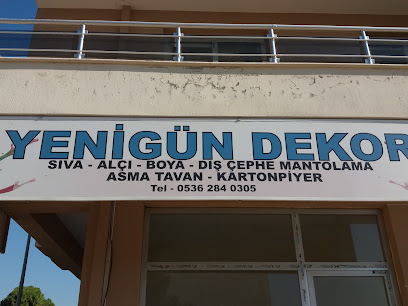 YENİGÜN DEKOR
SIVA - ALÇI - BOYA - DIŞ ÇEPHE MANTOLAMA
ASMA TAVAN - KARTONPİYER
Tel - 0536 284 0305